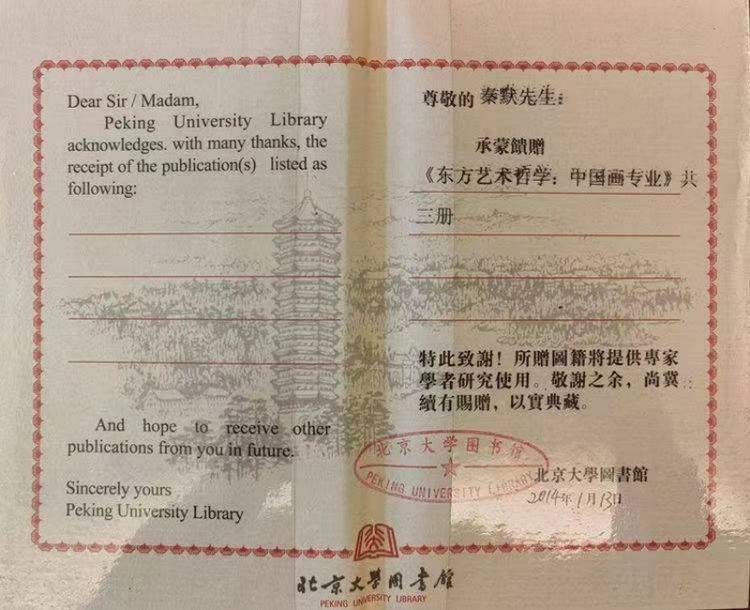 Dear Sir / Madam,
Peking University Library
acknowledges. with many thanks, the
receipt of the publication(s) listed as
following:
And hope to receive other
publications from you in future.
Sincerely yours
Peking University Library
尊敬的 秦默先生：
承蒙饋贈
《东方艺术哲学：中国画专业》共
三册
特此致謝！所贈圖籍將提供專家
學者研究使用。敬謝之余，尚冀
續有賜贈，以實典藏。
北京大學圖書館
2014年1月13日
北京大学图书馆
PEKING UNIVERSITY LIBRARY
北京大學圖書館
PEKING UNIVERSITY LIBRARY